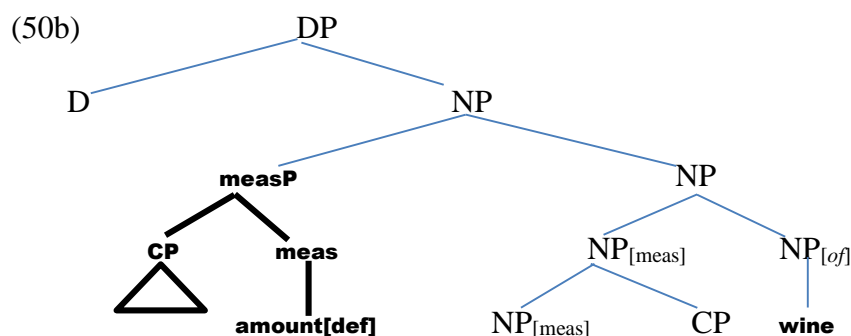 (50b) DP
D NP
measP NP
CP meas NP[meas] NP[of]
amount[def] NP[meas] CP wine